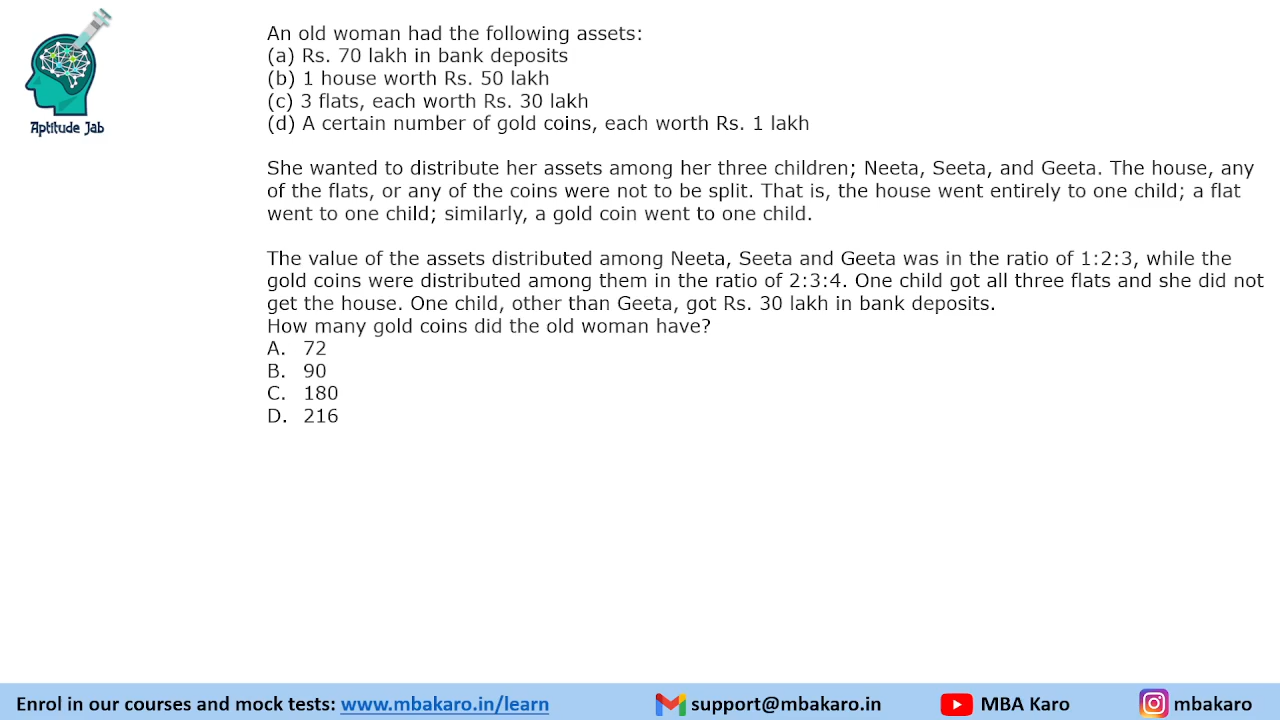 Aptitude Jab
An old woman had the following assets:
(a) Rs. 70 lakh in bank deposits
(b) 1 house worth Rs. 50 lakh
(c) 3 flats, each worth Rs. 30 lakh
(d) A certain number of gold coins, each worth Rs. 1 lakh
She wanted to distribute her assets among her three children; Neeta, Seeta, and Geeta. The house, any
of the flats, or any of the coins were not to be split. That is, the house went entirely to one child; a flat
went to one child; similarly, a gold coin went to one child.
The value of the assets distributed among Neeta, Seeta and Geeta was in the ratio of 1:2:3, while the
gold coins were distributed among them in the ratio of 2:3:4. One child got all three flats and she did not
get the house. One child, other than Geeta, got Rs. 30 lakh in bank deposits.
How many gold coins did the old woman have?
A. 72
B. 90
C. 180
D. 216
Enrol in our courses and mock tests: www.mbakaro.in/learn support@mbakaro.in MBA Karo mbakaro